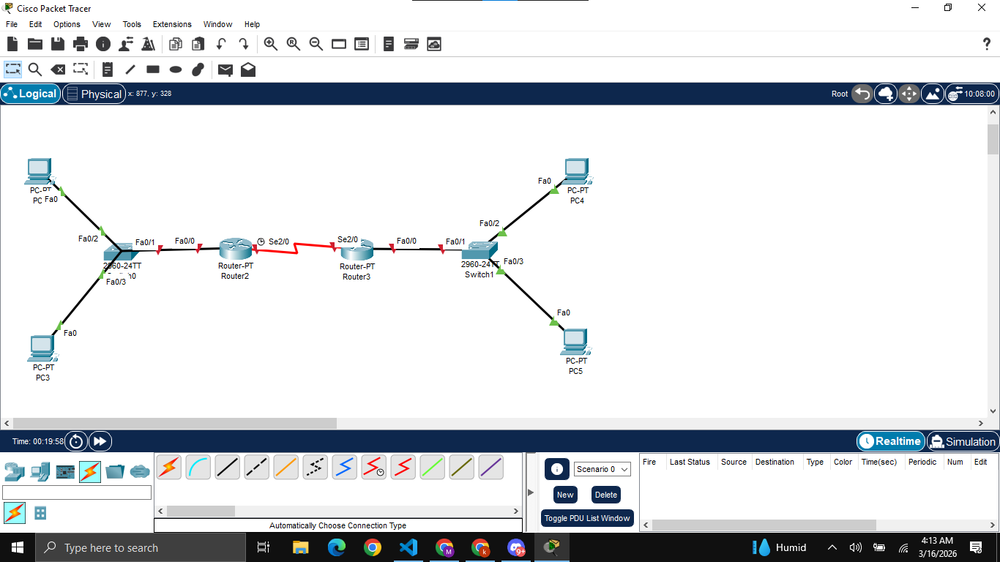 Cisco Packet Tracer
File Edit Options View Tools Extensions Window Help
Logical Physical x: 877, y: 328 Root 10:08:00
PC-PT
PC Fa0
Fa0/2
Fa0/1
Fa0/0
2960-24TT
Fa0/3
Fa0
PC-PT
PC3
Se2/0
Router-PT
Router2
Se2/0
Router-PT
Router3
Fa0/0
Fa0/1
Fa0/2
2960-24TT
Switch1
Fa0/3
Fa0
PC-PT
PC4
Fa0
PC-PT
PC5
Time: 00:19:58 Realtime Simulation
Scenario 0
New Delete
Toggle PDU List Window
Fire Last Status Source Destination Type Color Time(sec) Periodic Num Edit
Automatically Choose Connection Type
Type here to search
Humid
4:13 AM
3/16/2026